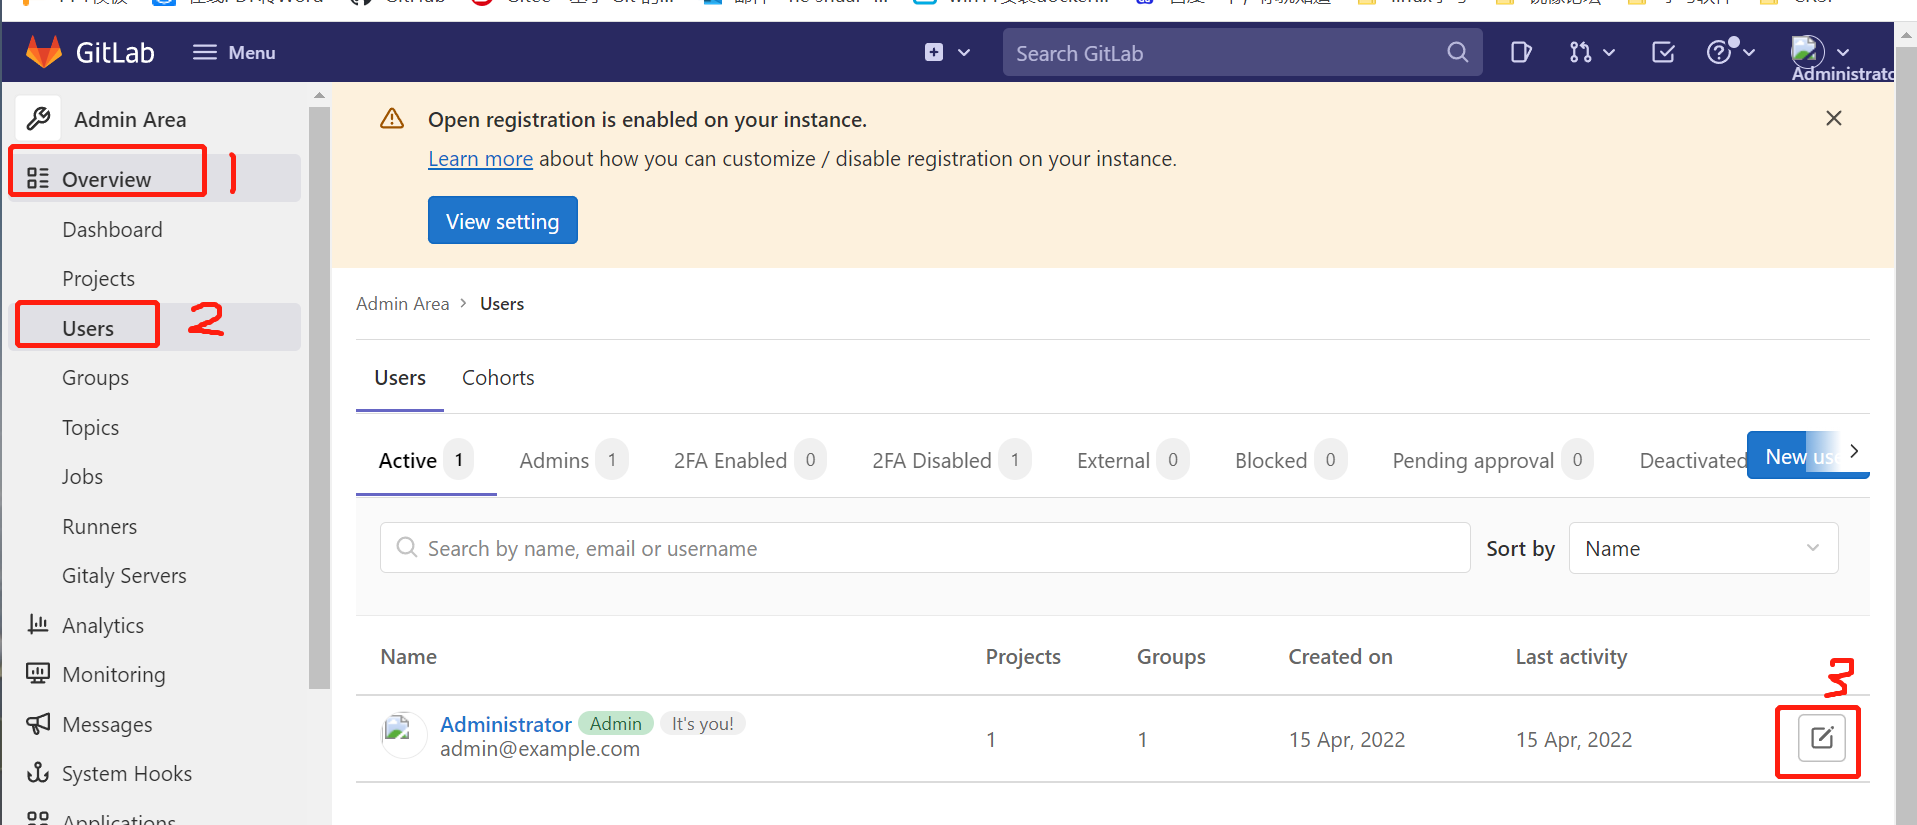 GitLab
Menu
Search GitLab
Administrato
Admin Area
Overview
1
Dashboard
Projects
Users
2
Groups
Topics
Jobs
Runners
Gitaly Servers
Analytics
Monitoring
Messages
System Hooks
Applications
Open registration is enabled on your instance.
Learn more about how you can customize / disable registration on your instance.
View setting
Admin Area > Users
Users Cohorts
Active 1 Admins 1 2FA Enabled 0 2FA Disabled 1 External 0 Blocked 0 Pending approval 0 Deactivated New use
Search by name, email or username Sort by Name
Name Projects Groups Created on Last activity
3
Administrator Admin It's you! 1 1 15 Apr, 2022 15 Apr, 2022
admin@example.com